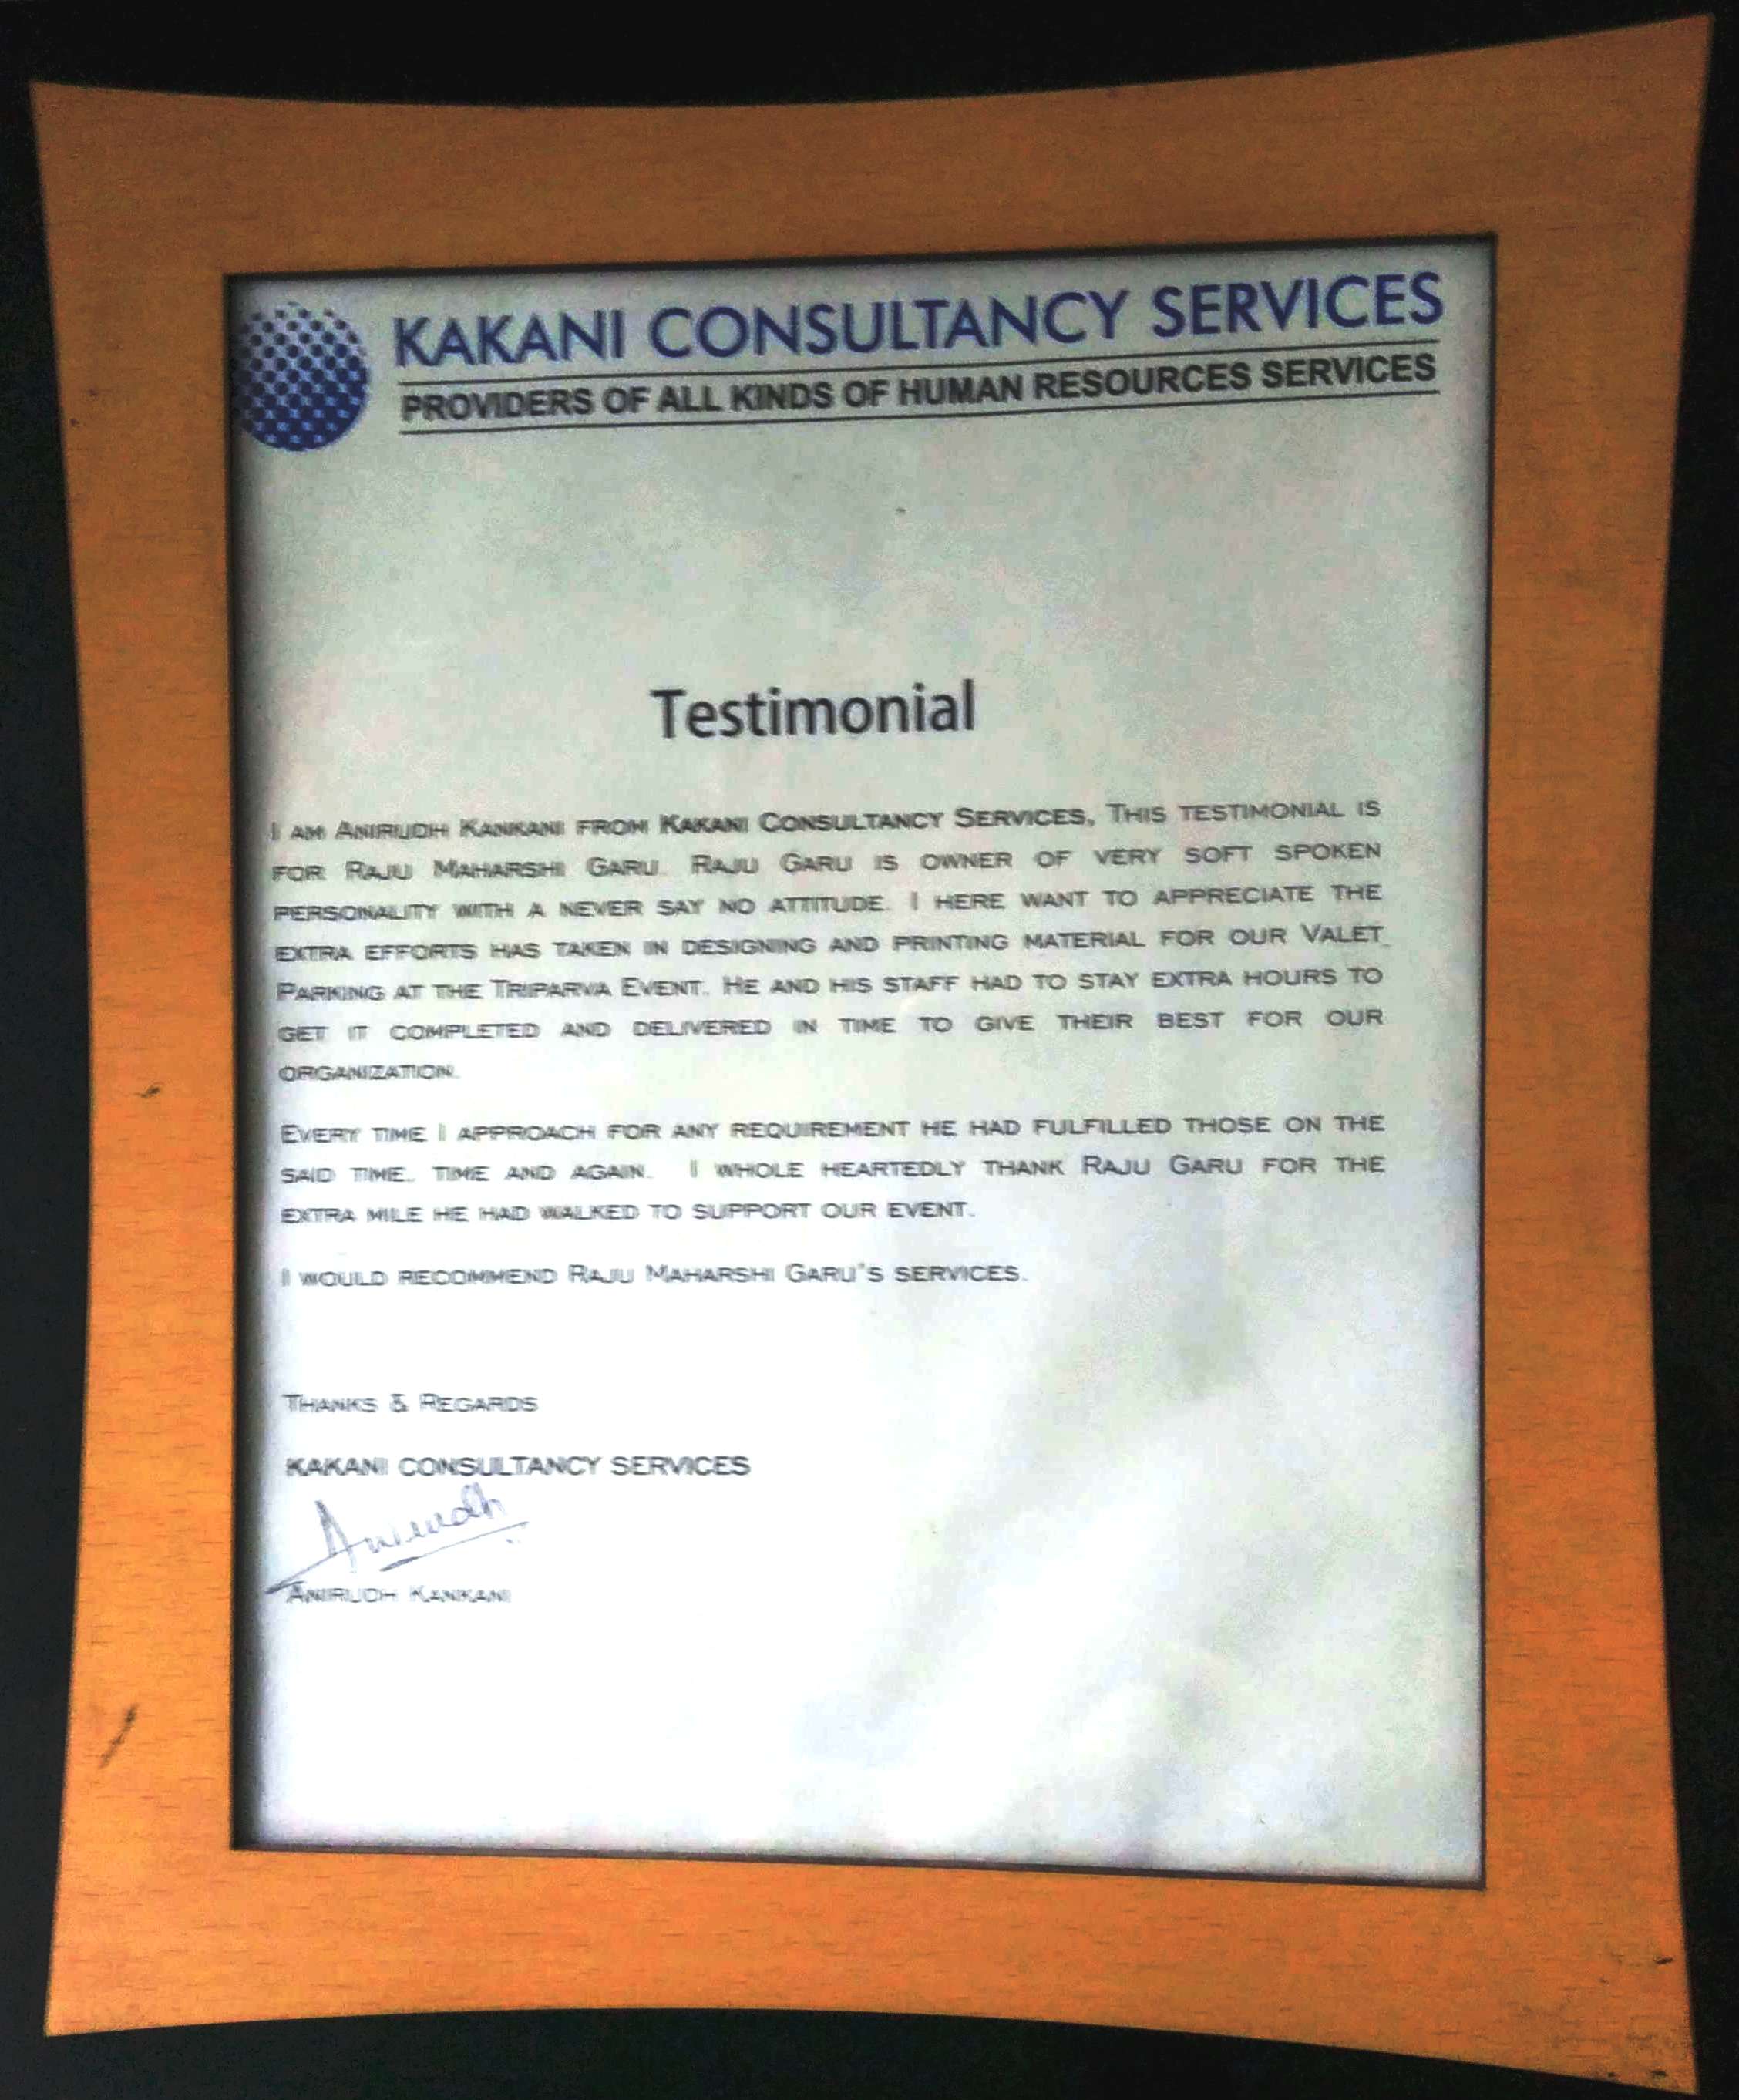 KAKANI CONSULTANCY SERVICES
PROVIDERS OF ALL KINDS OF HUMAN RESOURCES SERVICES
Testimonial
I AM ANIRUDH KANKANI FROM KAKANI CONSULTANCY SERVICES, THIS TESTIMONIAL IS
FOR RAJU MAHARSHI GARU. RAJU GARU IS OWNER OF VERY SOFT SPOKEN
PERSONALITY WITH A NEVER SAY NO ATTITUDE. I HERE WANT TO APPRECIATE THE
EXTRA EFFORTS HAS TAKEN IN DESIGNING AND PRINTING MATERIAL FOR OUR VALET
PARKING AT THE TRIPARVA EVENT. HE AND HIS STAFF HAD TO STAY EXTRA HOURS TO
GET IT COMPLETED AND DELIVERED IN TIME TO GIVE THEIR BEST FOR OUR
ORGANIZATION.
EVERY TIME I APPROACH FOR ANY REQUIREMENT HE HAD FULFILLED THOSE ON THE
SAID TIME. TIME AND AGAIN. I WHOLE HEARTEDLY THANK RAJU GARU FOR THE
EXTRA MILE HE HAD WALKED TO SUPPORT OUR EVENT.
I WOULD RECOMMEND RAJU MAHARSHI GARU'S SERVICES.
THANKS & REGARDS
KAKANI CONSULTANCY SERVICES
Anirudh
ANIRUDH KANKANI